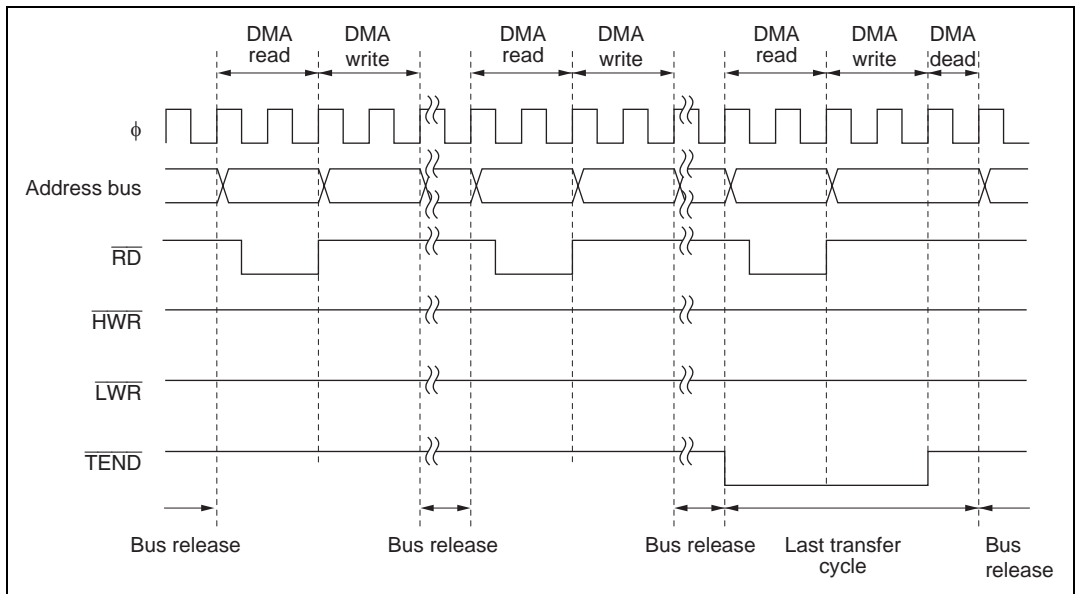 DMA read
DMA write
DMA read
DMA write
DMA read
DMA write
DMA dead
ϕ
Address bus
RD
HWR
LWR
TEND
Bus release
Bus release
Bus release
Last transfer cycle
Bus release